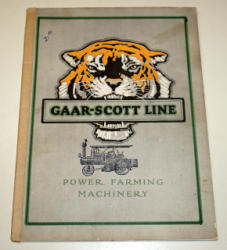 GAAR-SCOTT LINE
POWER FARMING
MACHINERY